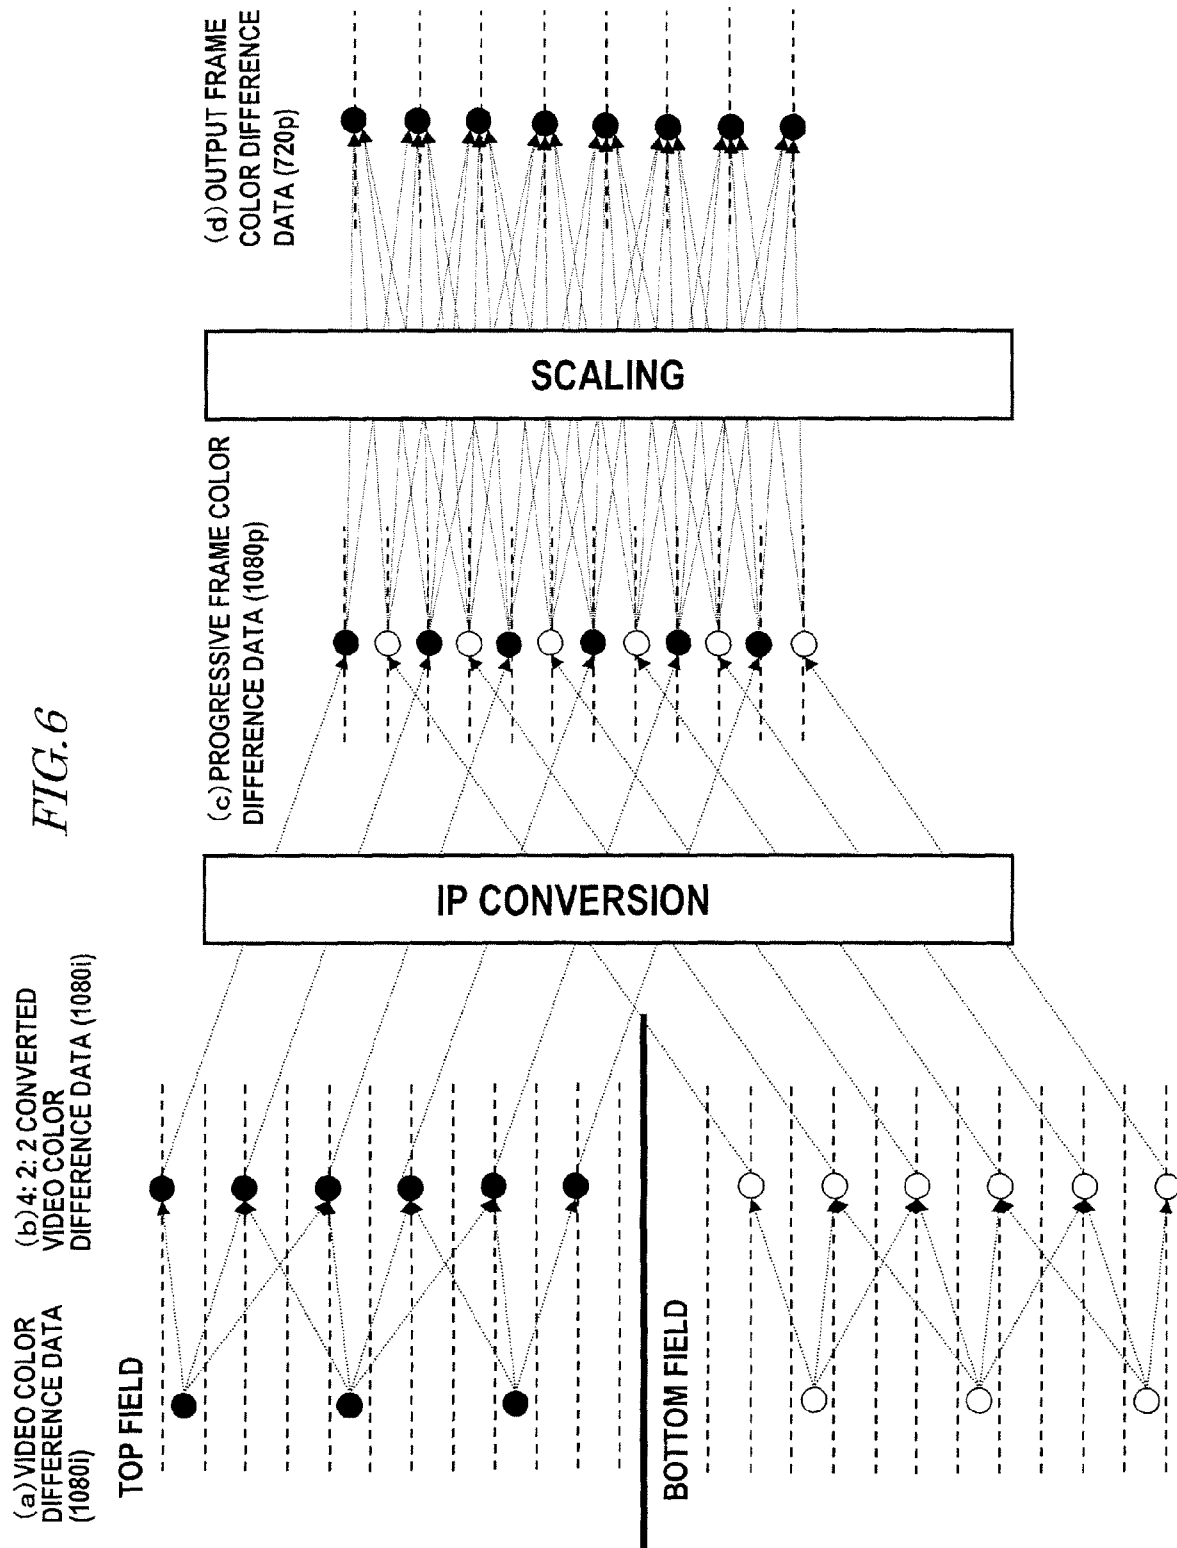 FIG.6
(a) VIDEO COLOR
DIFFERENCE DATA
(1080i)
(b) 4: 2: 2 CONVERTED
VIDEO COLOR
DIFFERENCE DATA (1080i)
(c) PROGRESSIVE FRAME COLOR
DIFFERENCE DATA (1080p)
(d) OUTPUT FRAME
COLOR DIFFERENCE
DATA (720p)
TOP FIELD
BOTTOM FIELD
IP CONVERSION
SCALING